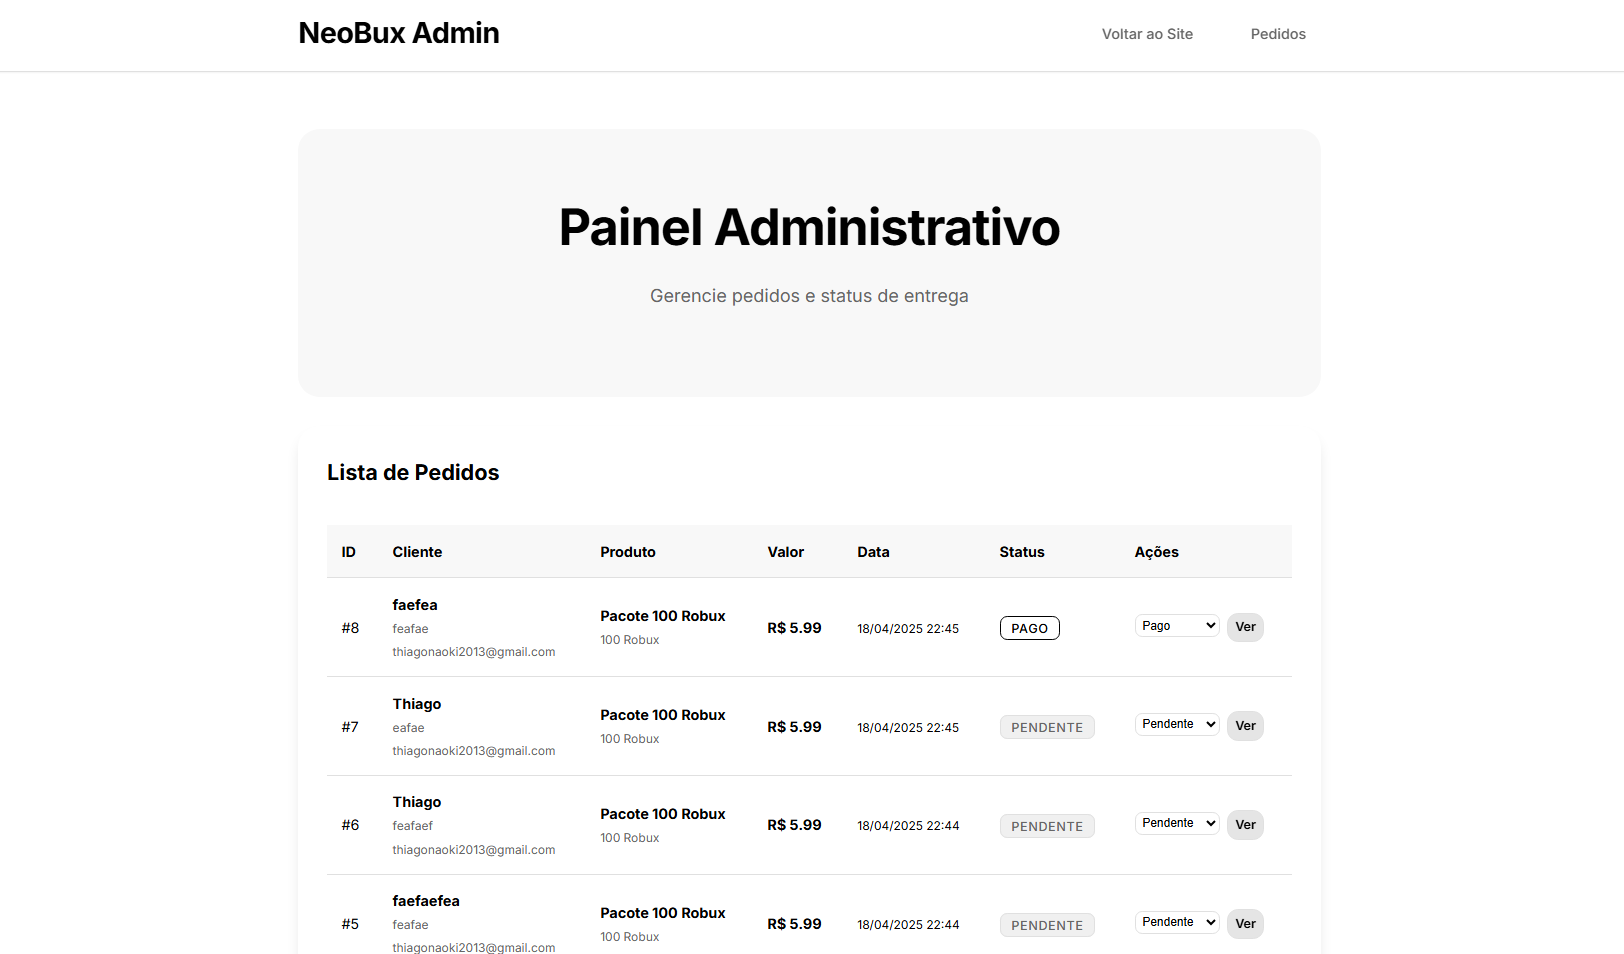 NeoBux Admin
Voltar ao Site Pedidos
Painel Administrativo
Gerencie pedidos e status de entrega
Lista de Pedidos
ID Cliente Produto Valor Data Status Ações
#8
faefea
feafae
thiagonaoki2013@gmail.com
Pacote 100 Robux
100 Robux
R$ 5.99
18/04/2025 22:45
PAGO
Pago
Ver
#7
Thiago
eafae
thiagonaoki2013@gmail.com
Pacote 100 Robux
100 Robux
R$ 5.99
18/04/2025 22:45
PENDENTE
Pendente
Ver
#6
Thiago
feafaef
thiagonaoki2013@gmail.com
Pacote 100 Robux
100 Robux
R$ 5.99
18/04/2025 22:44
PENDENTE
Pendente
Ver
#5
faefaefea
feafae
thiagonaoki2013@gmail.com
Pacote 100 Robux
100 Robux
R$ 5.99
18/04/2025 22:44
PENDENTE
Pendente
Ver